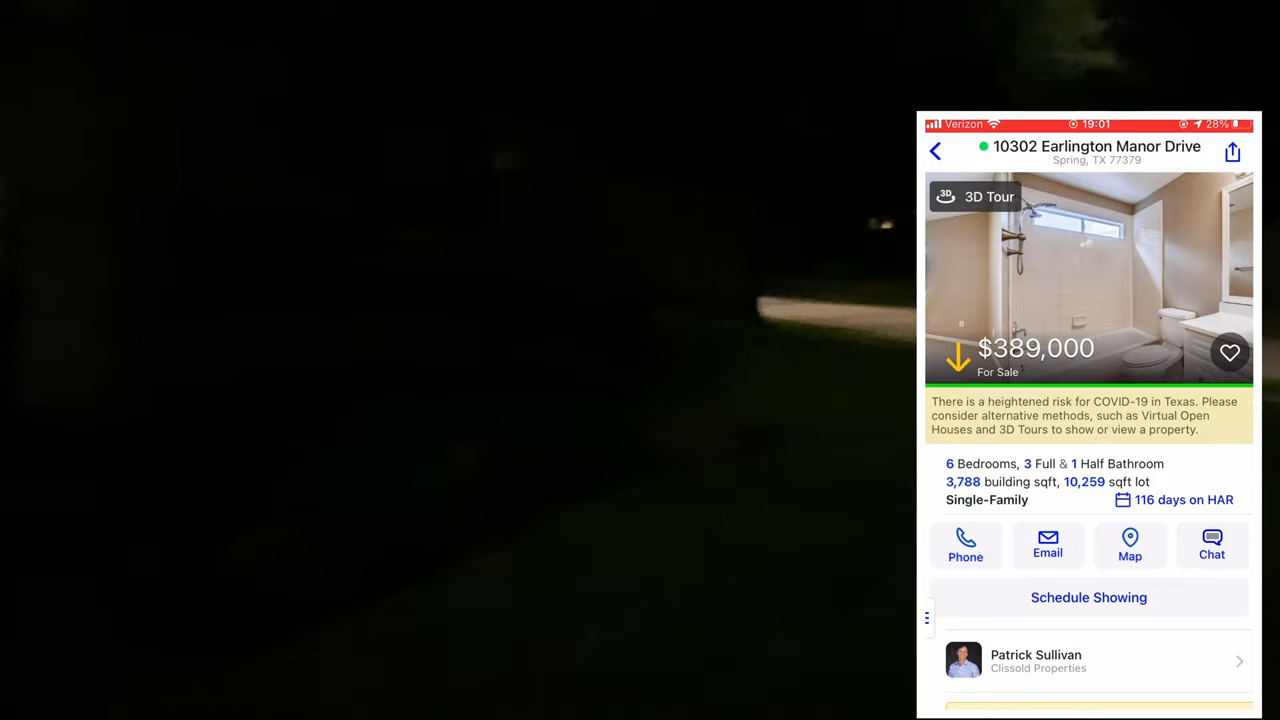 Verizon 19:01 28%
10302 Earlington Manor Drive
Spring, TX 77379
3D 3D Tour
$389,000
For Sale
There is a heightened risk for COVID-19 in Texas. Please
consider alternative methods, such as Virtual Open
Houses and 3D Tours to show or view a property.
6 Bedrooms, 3 Full & 1 Half Bathroom
3,788 building sqft, 10,259 sqft lot
Single-Family 116 days on HAR
Phone Email Map Chat
Schedule Showing
Patrick Sullivan
Clissold Properties